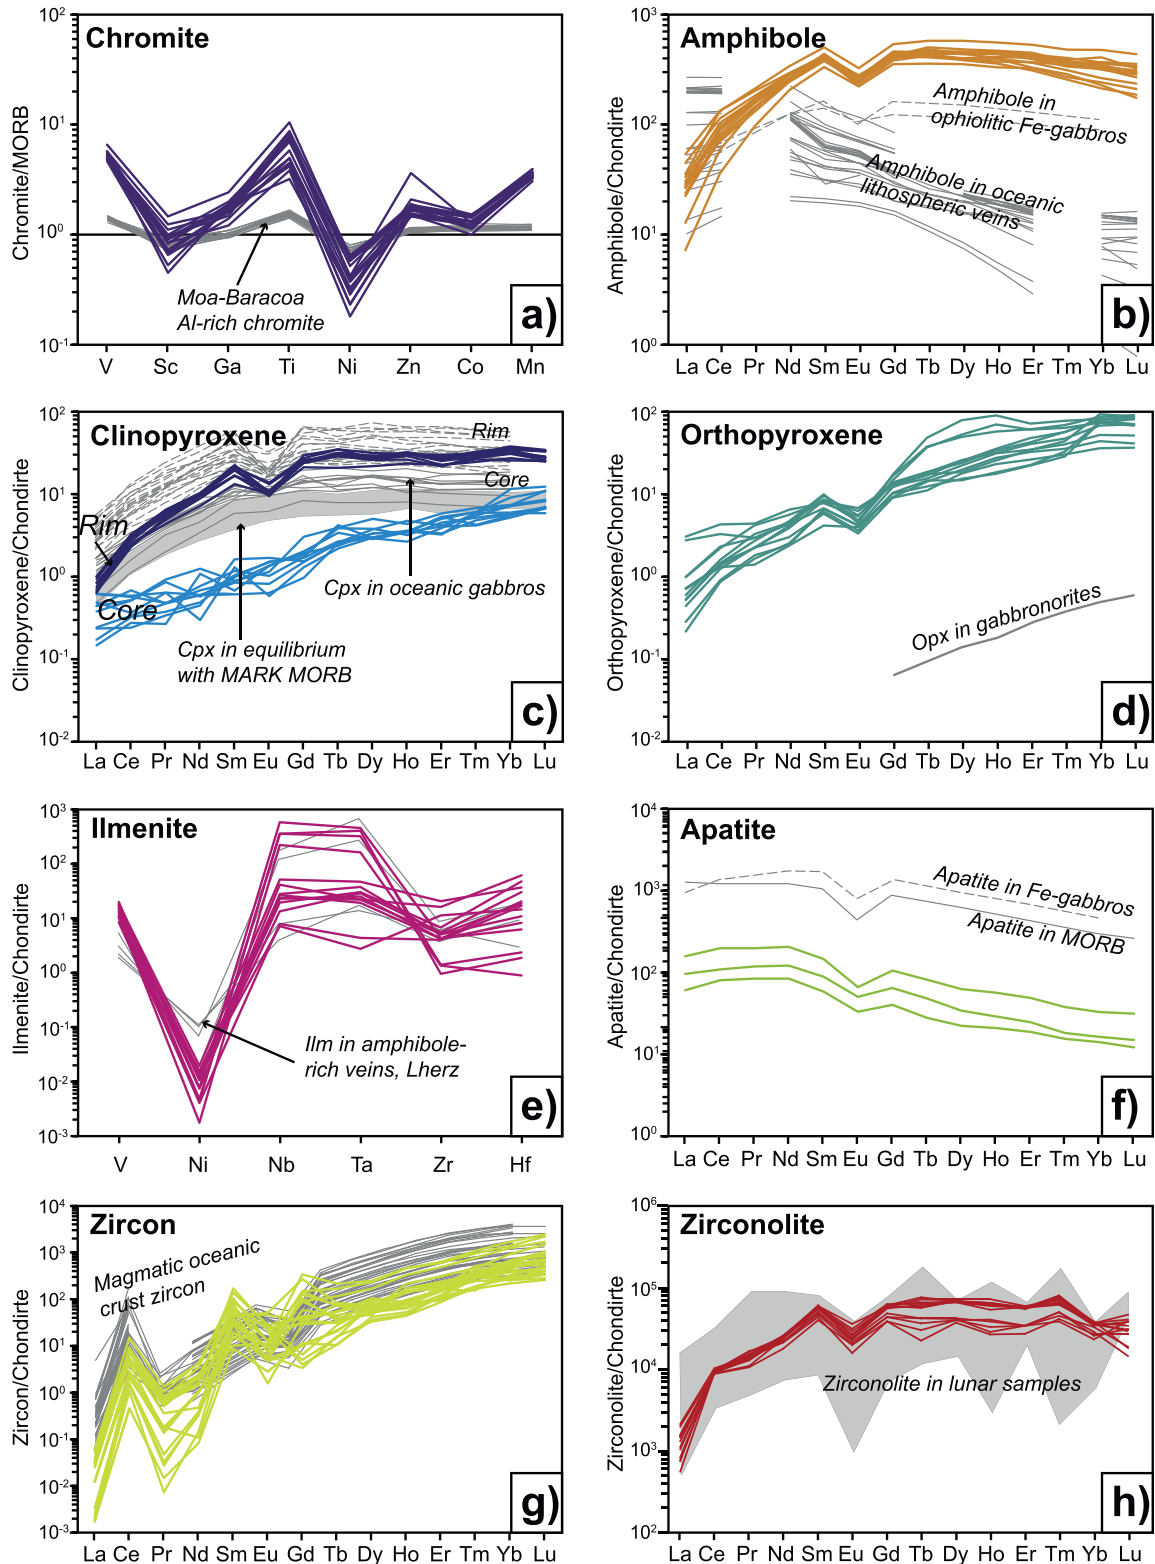 Chromite
Chromite/MORB
10²
10¹
10⁰
10⁻¹
Moa-Baracoa
Al-rich chromite
a)
V Sc Ga Ti Ni Zn Co Mn
Amphibole
Amphibole/Chondirte
10³
10²
10¹
10⁰
Amphibole in
ophiolitic Fe-gabbros
Amphibole in oceanic
lithospheric veins
b)
La Ce Pr Nd Sm Eu Gd Tb Dy Ho Er Tm Yb Lu
Clinopyroxene
Clinopyroxene/Chondirte
10²
10¹
10⁰
10⁻¹
10⁻²
Rim
Core
Rim
Core
Cpx in oceanic gabbros
Cpx in equilibrium
with MARK MORB
c)
La Ce Pr Nd Sm Eu Gd Tb Dy Ho Er Tm Yb Lu
Orthopyroxene
Orthopyroxene/Chondirte
10²
10¹
10⁰
10⁻¹
10⁻²
Opx in gabbronorites
d)
La Ce Pr Nd Sm Eu Gd Tb Dy Ho Er Tm Yb Lu
Ilmenite
Ilmenite/Chondirte
10³
10²
10¹
10⁰
10⁻¹
10⁻²
10⁻³
Ilm in amphibole-
rich veins, Lherz
e)
V Ni Nb Ta Zr Hf
Apatite
Apatite/Chondirte
10⁴
10³
10²
10¹
10⁰
Apatite in Fe-gabbros
Apatite in MORB
f)
La Ce Pr Nd Sm Eu Gd Tb Dy Ho Er Tm Yb Lu
Zircon
Zircon/Chondirte
10⁴
10³
10²
10¹
10⁰
10⁻¹
10⁻²
10⁻³
Magmatic oceanic
crust zircon
g)
La Ce Pr Nd Sm Eu Gd Tb Dy Ho Er Tm Yb Lu
Zirconolite
Zirconolite/Chondirte
10⁶
10⁵
10⁴
10³
10²
Zirconolite in lunar samples
h)
La Ce Pr Nd Sm Eu Gd Tb Dy Ho Er Tm Yb Lu